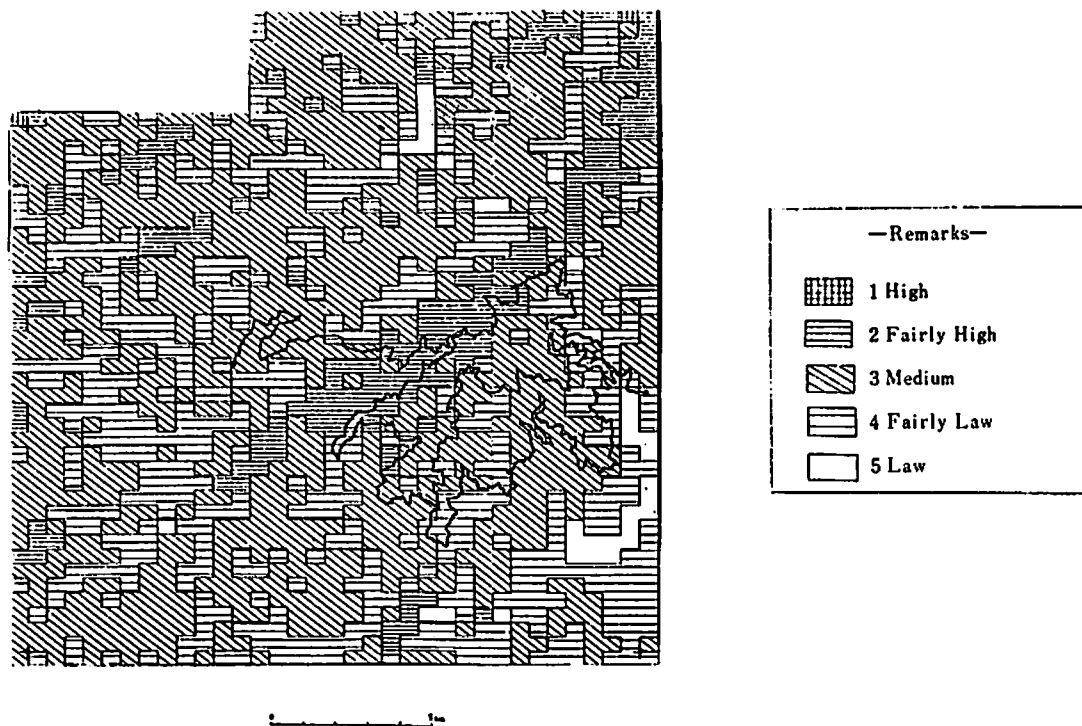 —Remarks—
1 High
2 Fairly High
3 Medium
4 Fairly Law
5 Law